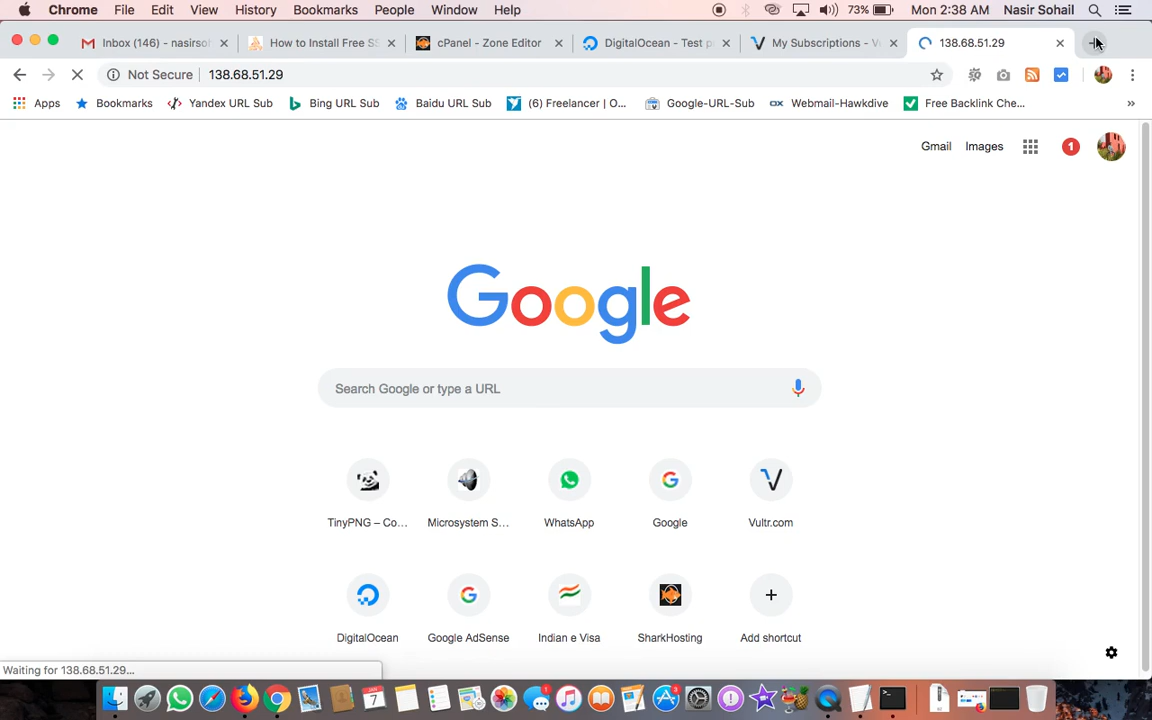 Chrome File Edit View History Bookmarks People Window Help 73% Mon 2:38 AM Nasir Sohail
Inbox (146) - nasirsoh How to Install Free SS cPanel - Zone Editor DigitalOcean - Test p My Subscriptions - V 138.68.51.29
Not Secure 138.68.51.29
Apps Bookmarks Yandex URL Sub Bing URL Sub Baidu URL Sub (6) Freelancer | O... Google-URL-Sub Webmail-Hawkdive Free Backlink Che... »
Gmail Images 1
Google
Search Google or type a URL
TinyPNG – Co... Microsystem S... WhatsApp Google Vultr.com
DigitalOcean Google AdSense Indian e Visa SharkHosting Add shortcut
Waiting for 138.68.51.29...